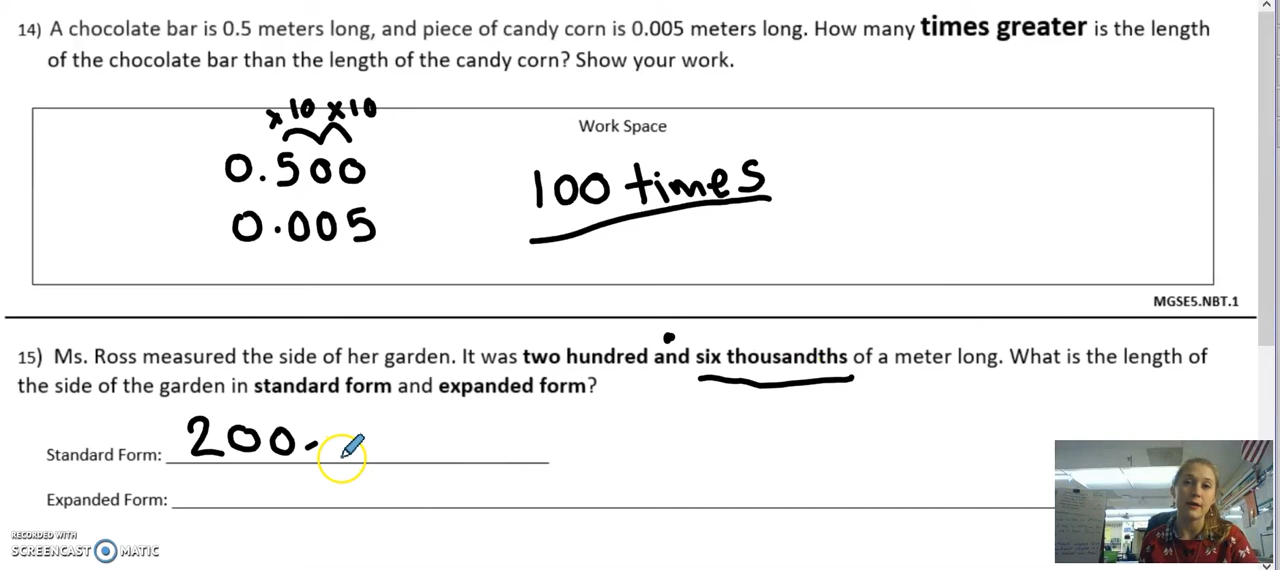 14) A chocolate bar is 0.5 meters long, and piece of candy corn is 0.005 meters long. How many times greater is the length
of the chocolate bar than the length of the candy corn? Show your work.
x10 x10
Work Space
0.500
100 times
0.005
MGSE5.NBT.1
15) Ms. Ross measured the side of her garden. It was two hundred and six thousandths of a meter long. What is the length of
the side of the garden in standard form and expanded form?
Standard Form: 200.
Expanded Form:
RECORDED WITH
SCREENCAST MATIC